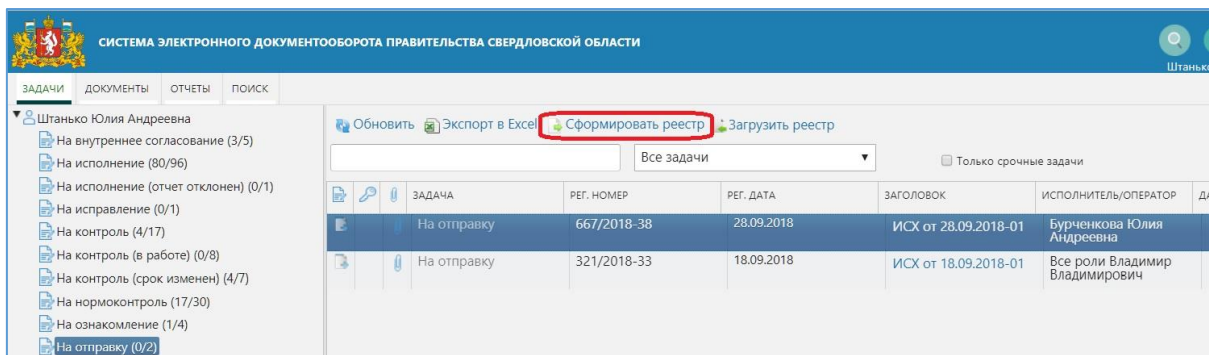 СИСТЕМА ЭЛЕКТРОННОГО ДОКУМЕНТООБОРОТА ПРАВИТЕЛЬСТВА СВЕРДЛОВСКОЙ ОБЛАСТИ
ЗАДАЧИ ДОКУМЕНТЫ ОТЧЕТЫ ПОИСК
Штанько Юлия Андреевна
На внутреннее согласование (3/5)
На исполнение (80/96)
На исполнение (отчет отклонен) (0/1)
На исправление (0/1)
На контроль (4/17)
На контроль (в работе) (0/8)
На контроль (срок изменен) (4/7)
На нормоконтроль (17/30)
На ознакомление (1/4)
На отправку (0/2)
Обновить Экспорт в Excel Сформировать реестр Загрузить реестр
Все задачи Только срочные задачи
ЗАДАЧА РЕГ. НОМЕР РЕГ. ДАТА ЗАГОЛОВОК ИСПОЛНИТЕЛЬ/ОПЕРАТОР
На отправку 667/2018-38 28.09.2018 ИСХ от 28.09.2018-01 Бурченкова Юлия
Андреевна
На отправку 321/2018-33 18.09.2018 ИСХ от 18.09.2018-01 Все роли Владимир
Владимирович